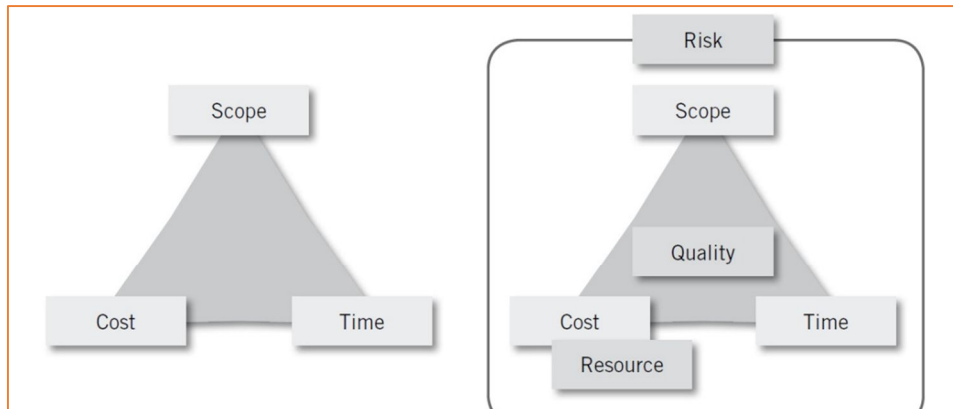 Risk
Scope
Scope
Quality
Cost
Time
Cost
Time
Resource